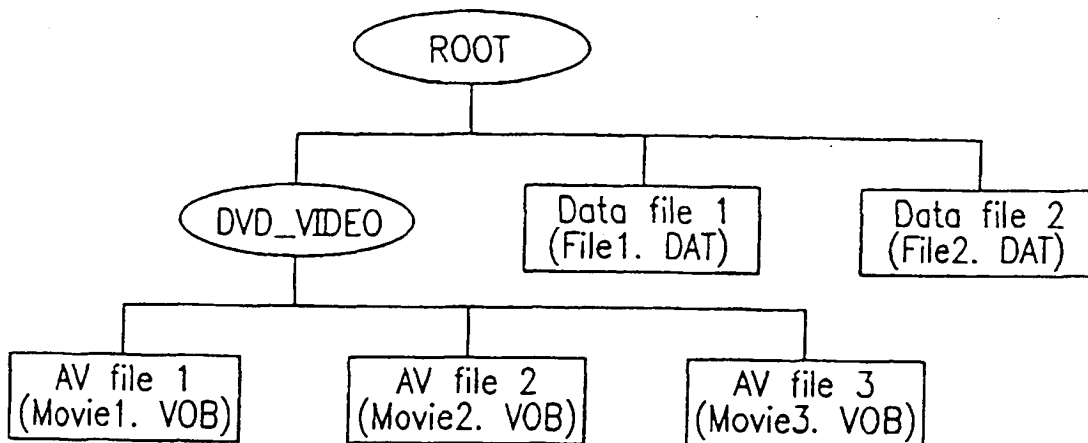 ROOT
DVD_VIDEO
Data file 1
(File1. DAT)
Data file 2
(File2. DAT)
AV file 1
(Movie1. VOB)
AV file 2
(Movie2. VOB)
AV file 3
(Movie3. VOB)